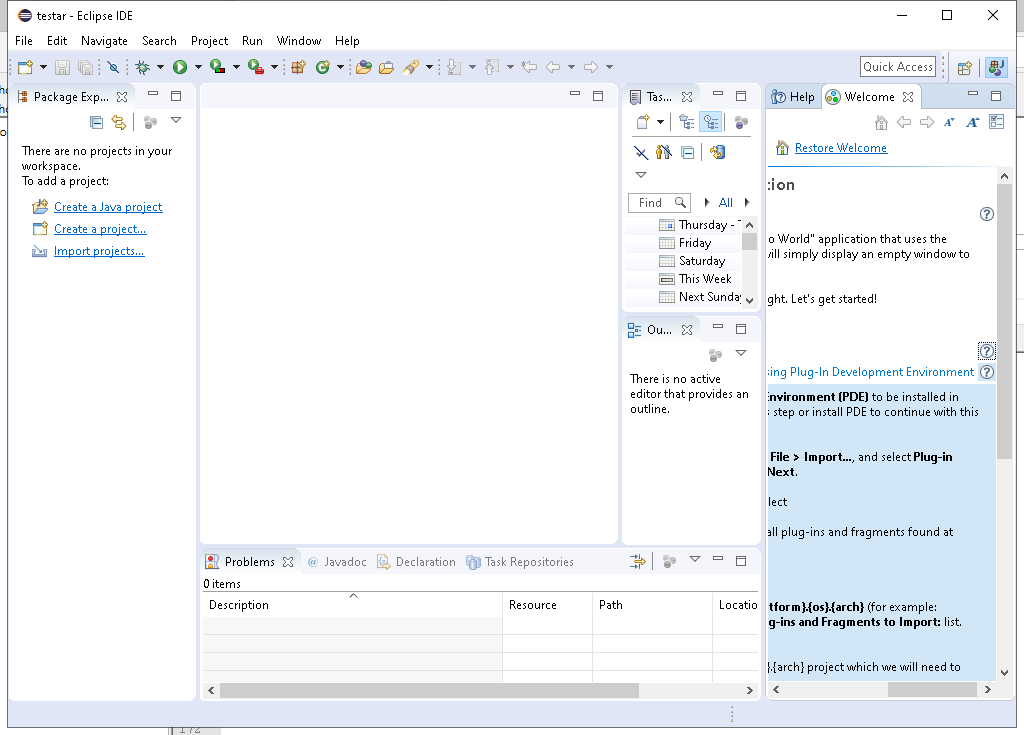 testar - Eclipse IDE
File Edit Navigate Search Project Run Window Help
Quick Access
Package Exp...
There are no projects in your
workspace.
To add a project:
Create a Java project
Create a project...
Import projects...
Tas...
Find
All
Thursday -
Friday
Saturday
This Week
Next Sunday
Ou...
There is no active
editor that provides an
outline.
Help Welcome
Restore Welcome
tion
o World" application that uses the
will simply display an empty window to
ght. Let's get started!
sing Plug-In Development Environment
Environment (PDE) to be installed in
step or install PDE to continue with this
File > Import..., and select Plug-in
Next.
lect
all plug-ins and fragments found at
tform}.{os}.{arch} (for example:
g-ins and Fragments to Import: list.
}.{arch} project which we will need to
Problems @ Javadoc Declaration Task Repositories
0 items
Description Resource Path Locatio
172